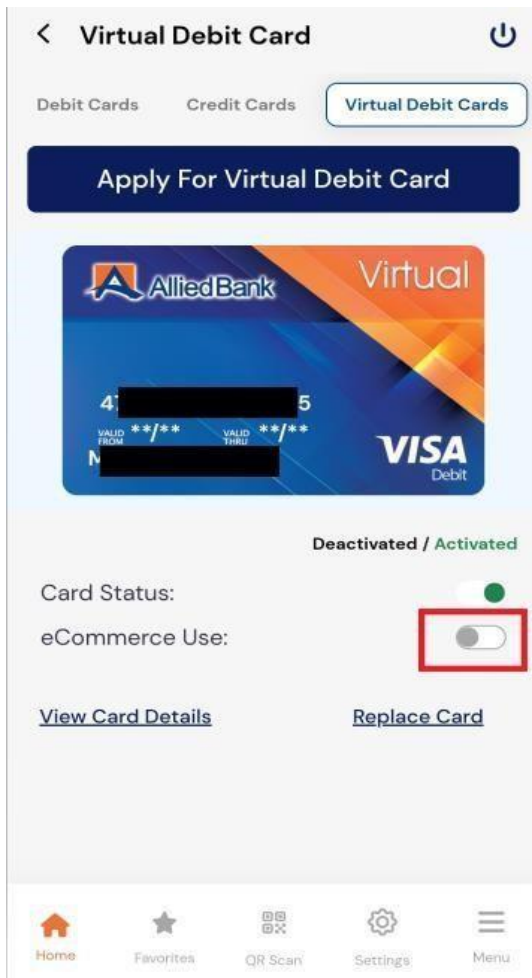 Virtual Debit Card
Debit Cards Credit Cards Virtual Debit Cards
Apply For Virtual Debit Card
AlliedBank Virtual
4 5
VALID FROM **/** VALID THRU **/**
M
VISA
Debit
Deactivated / Activated
Card Status:
eCommerce Use:
View Card Details Replace Card
Home Favorites QR Scan Settings Menu